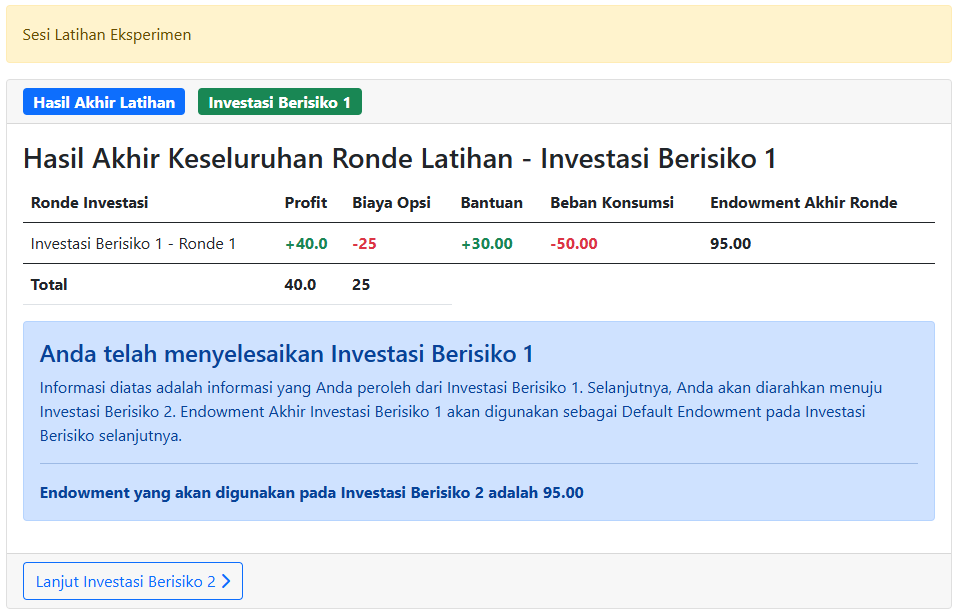 Sesi Latihan Eksperimen
Hasil Akhir Latihan Investasi Berisiko 1
Hasil Akhir Keseluruhan Ronde Latihan - Investasi Berisiko 1
Ronde Investasi Profit Biaya Opsi Bantuan Beban Konsumsi Endowment Akhir Ronde
Investasi Berisiko 1 - Ronde 1 +40.0 -25 +30.00 -50.00 95.00
Total 40.0 25
Anda telah menyelesaikan Investasi Berisiko 1
Informasi diatas adalah informasi yang Anda peroleh dari Investasi Berisiko 1. Selanjutnya, Anda akan diarahkan menuju
Investasi Berisiko 2. Endowment Akhir Investasi Berisiko 1 akan digunakan sebagai Default Endowment pada Investasi
Berisiko selanjutnya.
Endowment yang akan digunakan pada Investasi Berisiko 2 adalah 95.00
Lanjut Investasi Berisiko 2